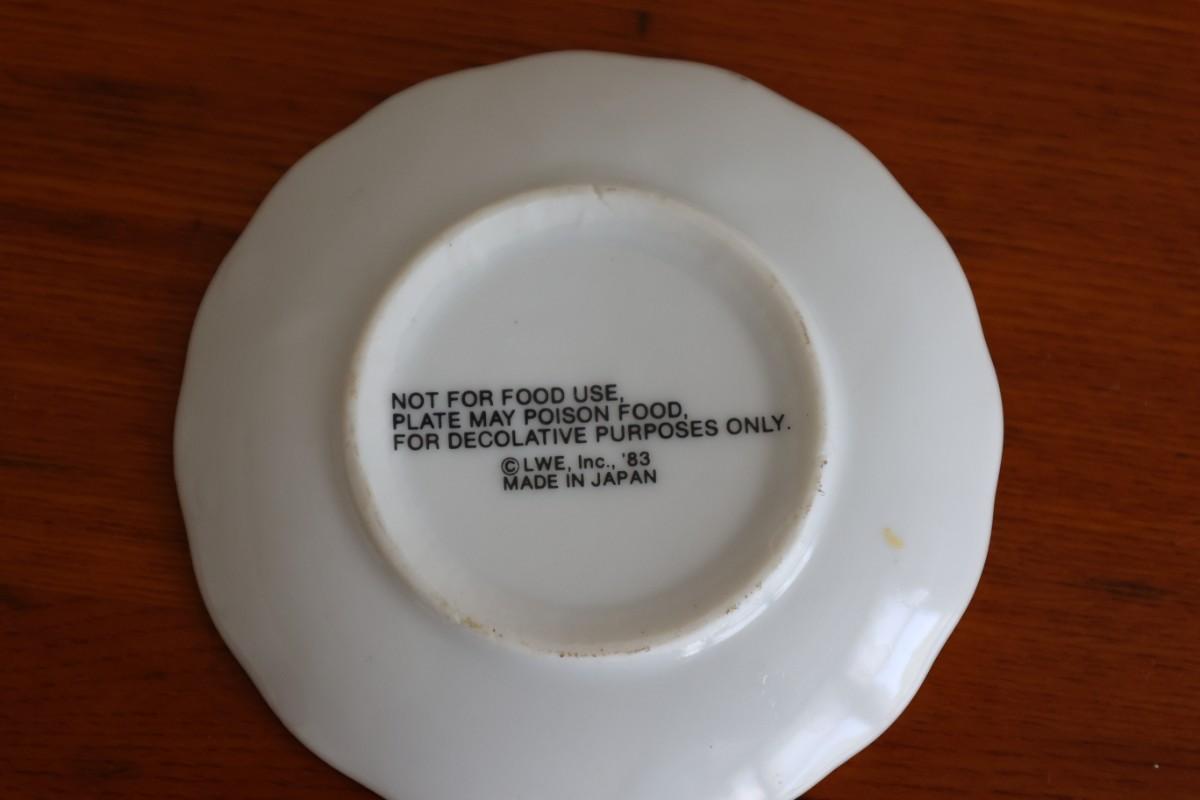 NOT FOR FOOD USE,
PLATE MAY POISON FOOD,
FOR DECOLATIVE PURPOSES ONLY.
©LWE, Inc., '83
MADE IN JAPAN